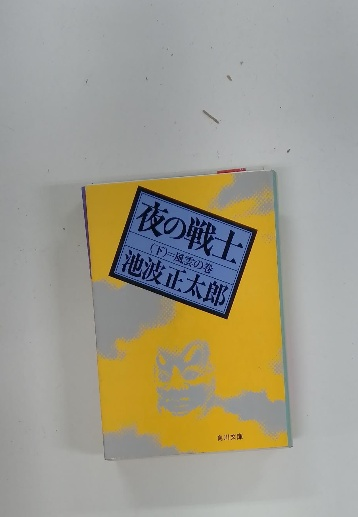 夜の戦士
(下)=風雲の巻
池波正太郎
角川文庫